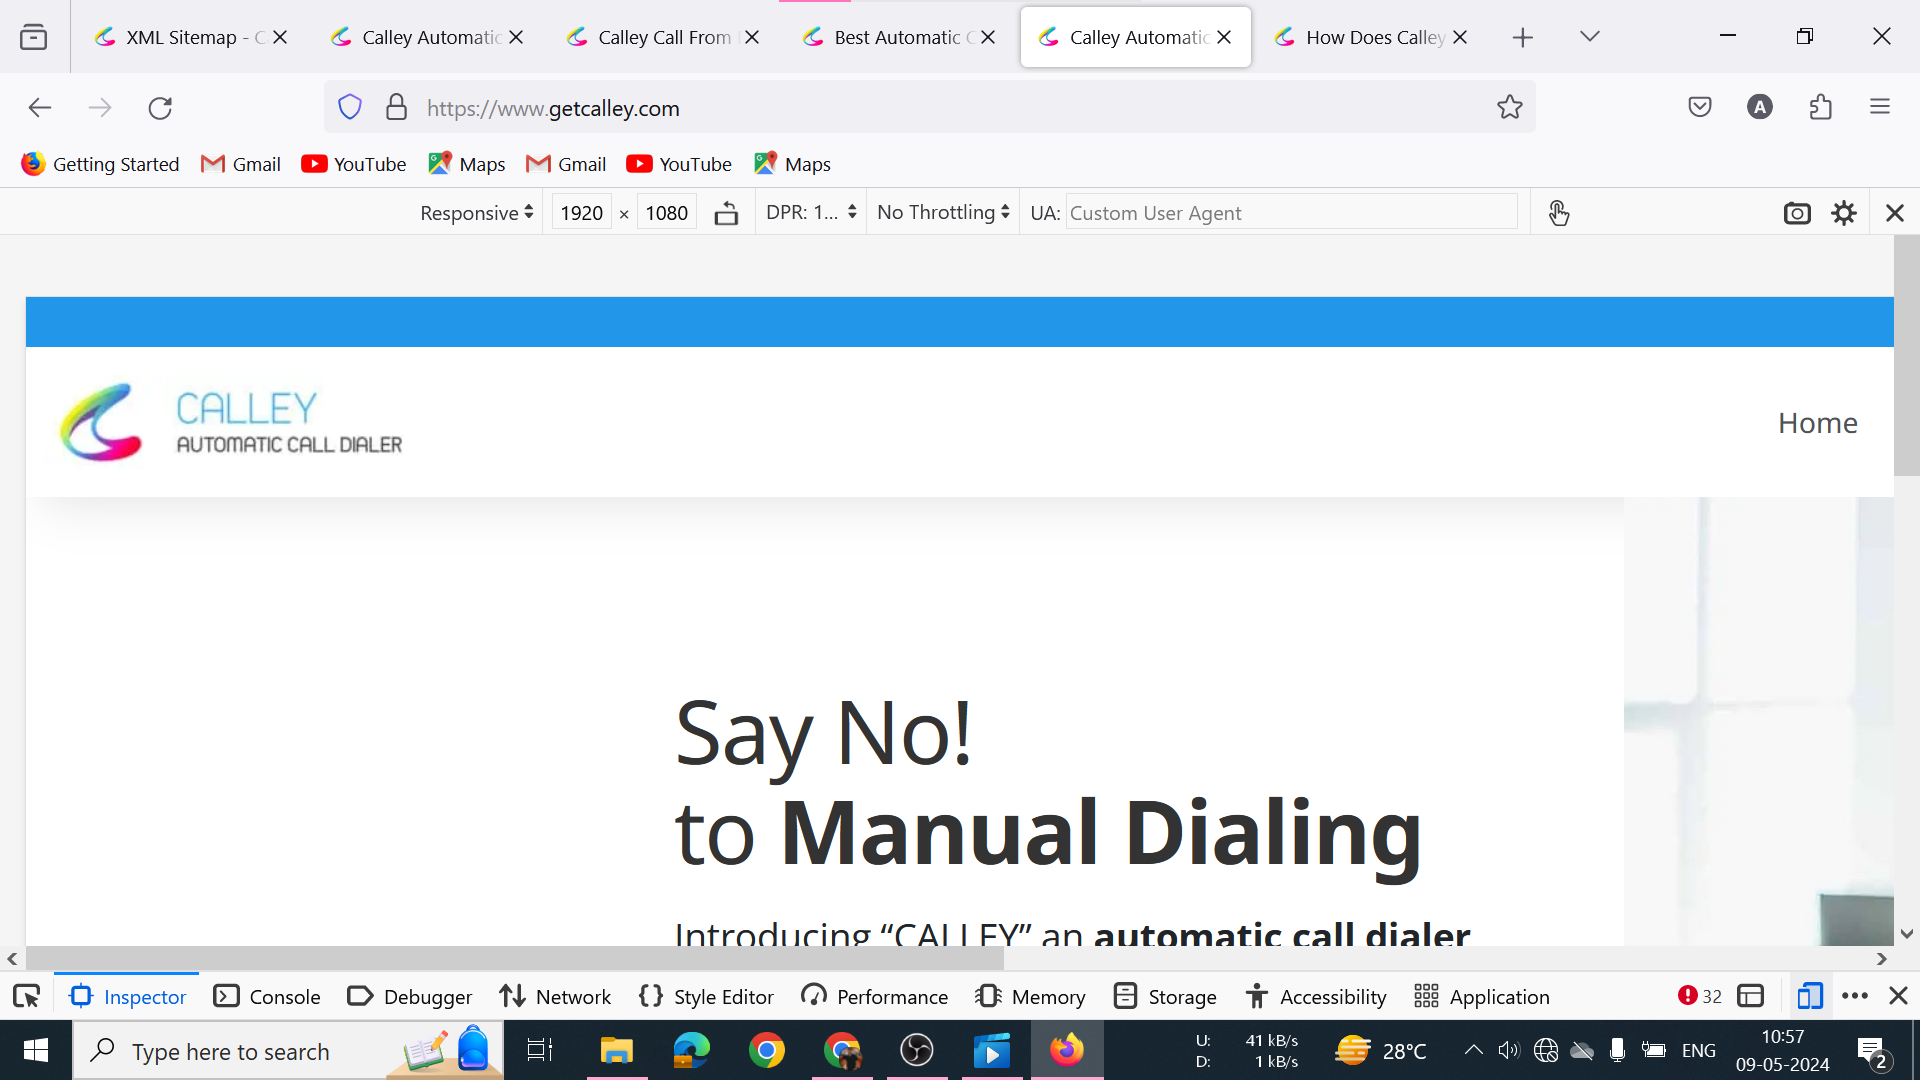 XML Sitemap - C
Calley Automatic
Calley Call From
Best Automatic C
Calley Automatic
How Does Calley
https://www.getcalley.com
A
Getting Started
Gmail
YouTube
Maps
Gmail
YouTube
Maps
Responsive
1920 × 1080
DPR: 1...
No Throttling
UA: Custom User Agent
CALLEY
AUTOMATIC CALL DIALER
Home
Say No!
to Manual Dialing
Introducing “CALLEY” an automatic call dialer
Inspector
Console
Debugger
Network
Style Editor
Performance
Memory
Storage
Accessibility
Application
32
Type here to search
U: 41 kB/s
D: 1 kB/s
28°C
ENG
10:57
09-05-2024
2